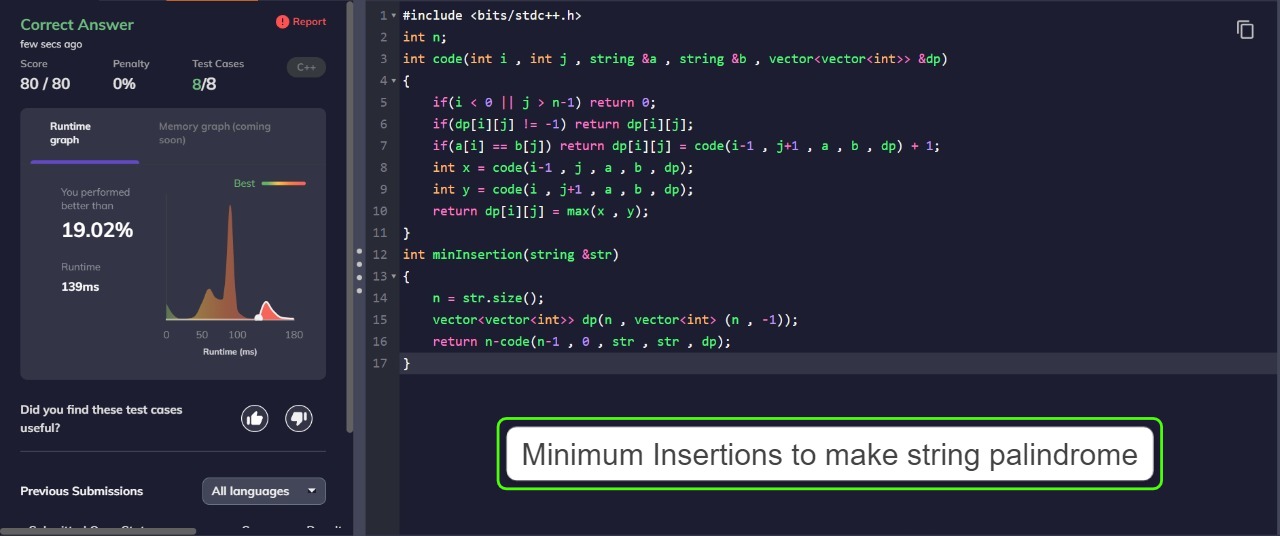 Correct Answer
Report
few secs ago
Score
Penalty
Test Cases
C++
80 / 80
0%
8/8
Runtime graph
Memory graph (coming soon)
Best
You performed better than
19.02%
Runtime
139ms
0 50 100 180
Runtime (ms)
Did you find these test cases useful?
Previous Submissions
All languages
1 #include <bits/stdc++.h>
2 int n;
3 int code(int i , int j , string &a , string &b , vector<vector<int>> &dp)
4 {
5 if(i < 0 || j > n-1) return 0;
6 if(dp[i][j] != -1) return dp[i][j];
7 if(a[i] == b[j]) return dp[i][j] = code(i-1 , j+1 , a , b , dp) + 1;
8 int x = code(i-1 , j , a , b , dp);
9 int y = code(i , j+1 , a , b , dp);
10 return dp[i][j] = max(x , y);
11 }
12 int minInsertion(string &str)
13 {
14 n = str.size();
15 vector<vector<int>> dp(n , vector<int> (n , -1));
16 return n-code(n-1 , 0 , str , str , dp);
17 }
Minimum Insertions to make string palindrome